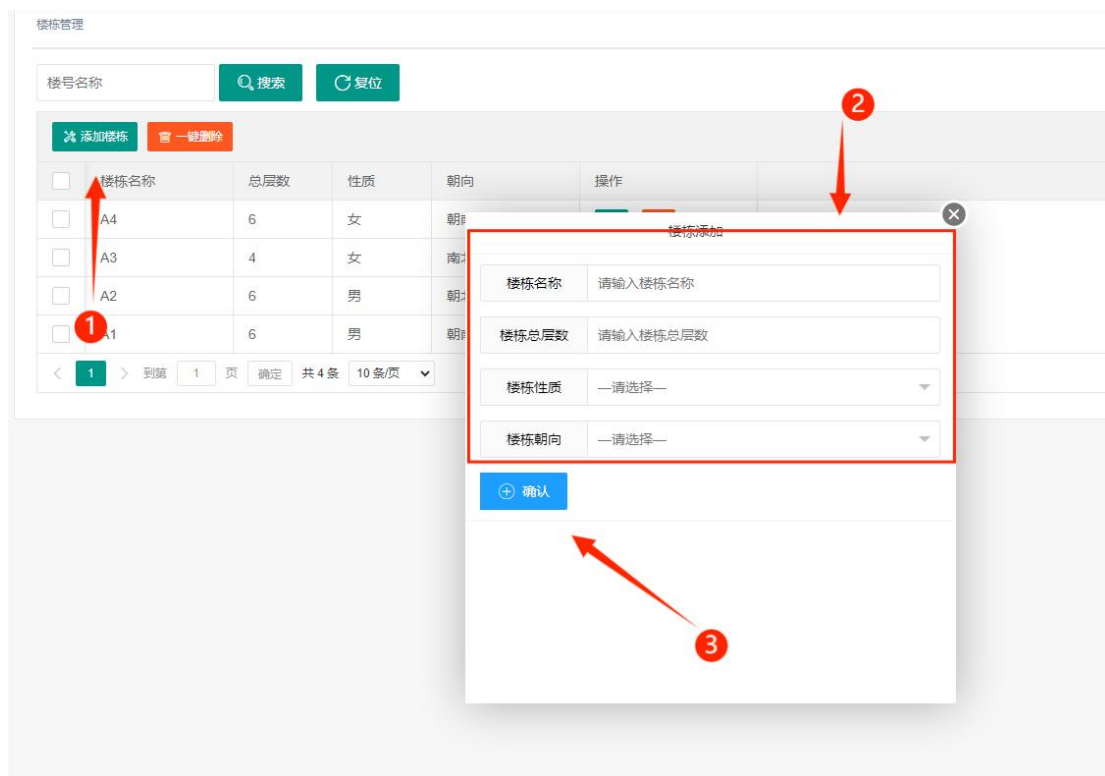 楼栋管理
楼号名称 搜索 复位
添加楼栋 一键删除
2
楼栋名称 总层数 性质 朝向 操作
A4 6 女
楼栋添加
A3 4 女
A2 6 男
1
A1 6 男
1 到第 1 页 确定 共4条 10条/页
楼栋名称 请输入楼栋名称
楼栋总层数 请输入楼栋总层数
楼栋性质 —请选择—
楼栋朝向 —请选择—
确认
3